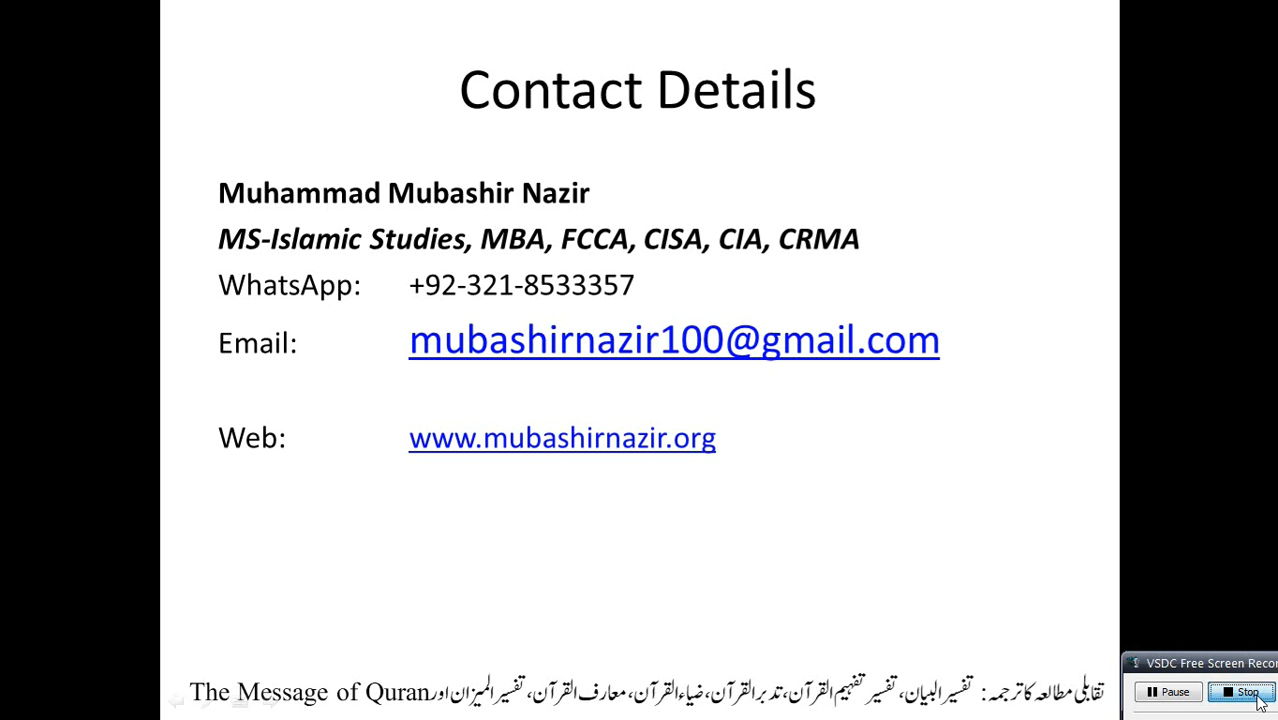 Contact Details
Muhammad Mubashir Nazir
MS-Islamic Studies, MBA, FCCA, CISA, CIA, CRMA
WhatsApp: +92-321-8533357
Email: mubashirnazir100@gmail.com
Web: www.mubashirnazir.org
تقابلی مطالعہ کا ترجمہ: تفسیر البیان، تفسیر تفہیم القرآن، تدبر القرآن، ضیاء القرآن، معارف القرآن، تفسیر المیزان اور The Message of Quran
VSDC Free Screen Recor
Pause Stop